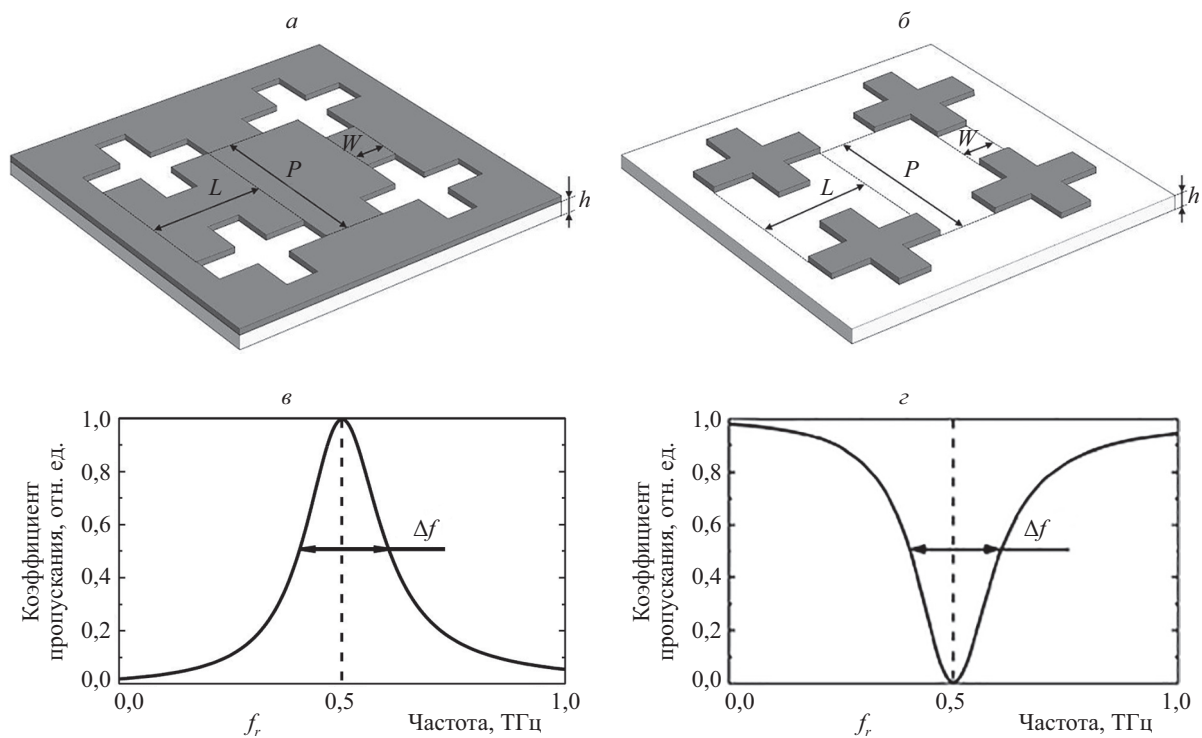 а
W
P
L
h
б
W
P
L
h
в
Коэффициент
пропускания, отн. ед.
1,0
0,8
0,6
0,4
0,2
0,0
Δf
0,0
0,5
1,0
f_r
Частота, ТГц
г
Коэффициент
пропускания, отн. ед.
1,0
0,8
0,6
0,4
0,2
0,0
Δf
0,0
0,5
1,0
f_r
Частота, ТГц